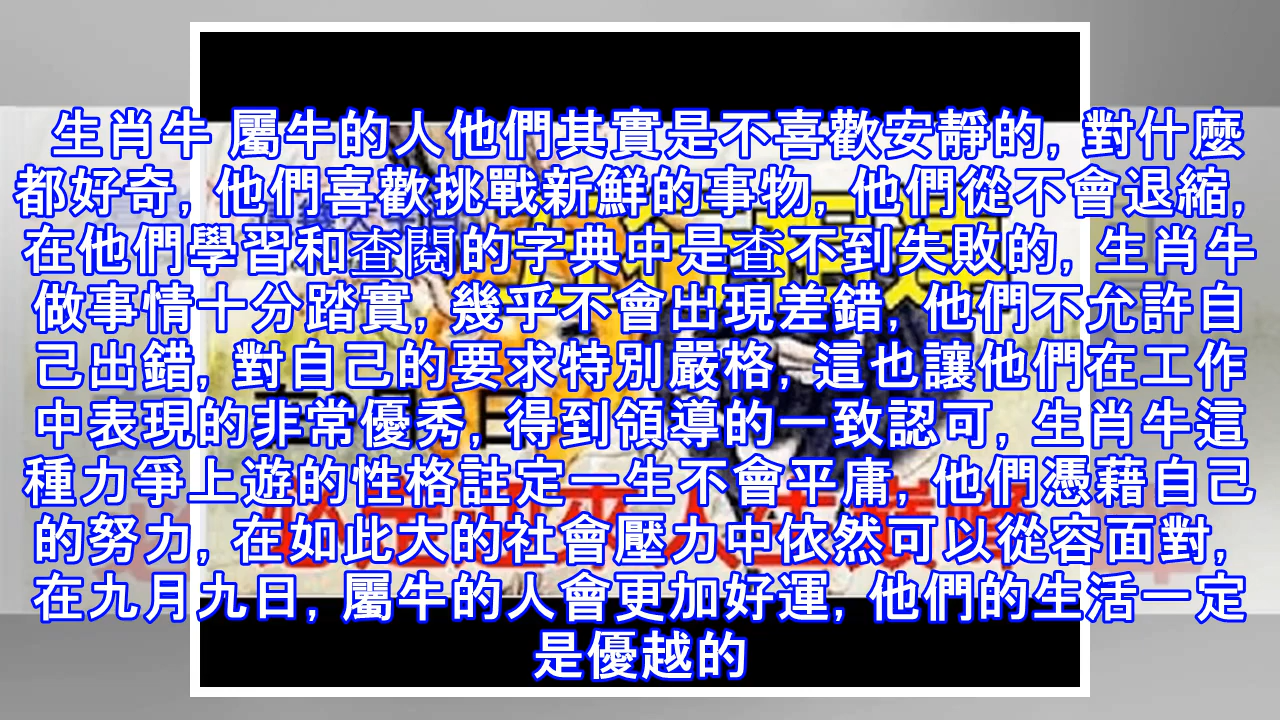 生肖牛 屬牛的人他們其實是不喜歡安靜的, 對什麼
都好奇, 他們喜歡挑戰新鮮的事物, 他們從不會退縮,
在他們學習和查閱的字典中是查不到失敗的, 生肖牛
做事情十分踏實, 幾乎不會出現差錯, 他們不允許自
己出錯, 對自己的要求特別嚴格, 這也讓他們在工作
中表現的非常優秀, 得到領導的一致認可, 生肖牛這
種力爭上遊的性格註定一生不會平庸, 他們憑藉自己
的努力, 在如此大的社會壓力中依然可以從容面對,
在九月九日, 屬牛的人會更加好運, 他們的生活一定
是優越的